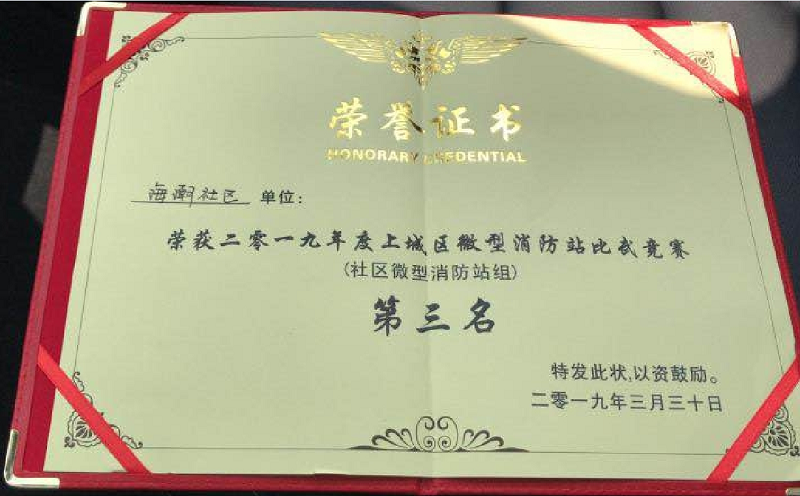 荣誉证书
HONORARY CREDENTIAL
海潮社区 单位：
荣获二零一九年度上城区微型消防站比武竞赛
(社区微型消防站组)
第三名
特发此状,以资鼓励。
二零一九年三月三十日